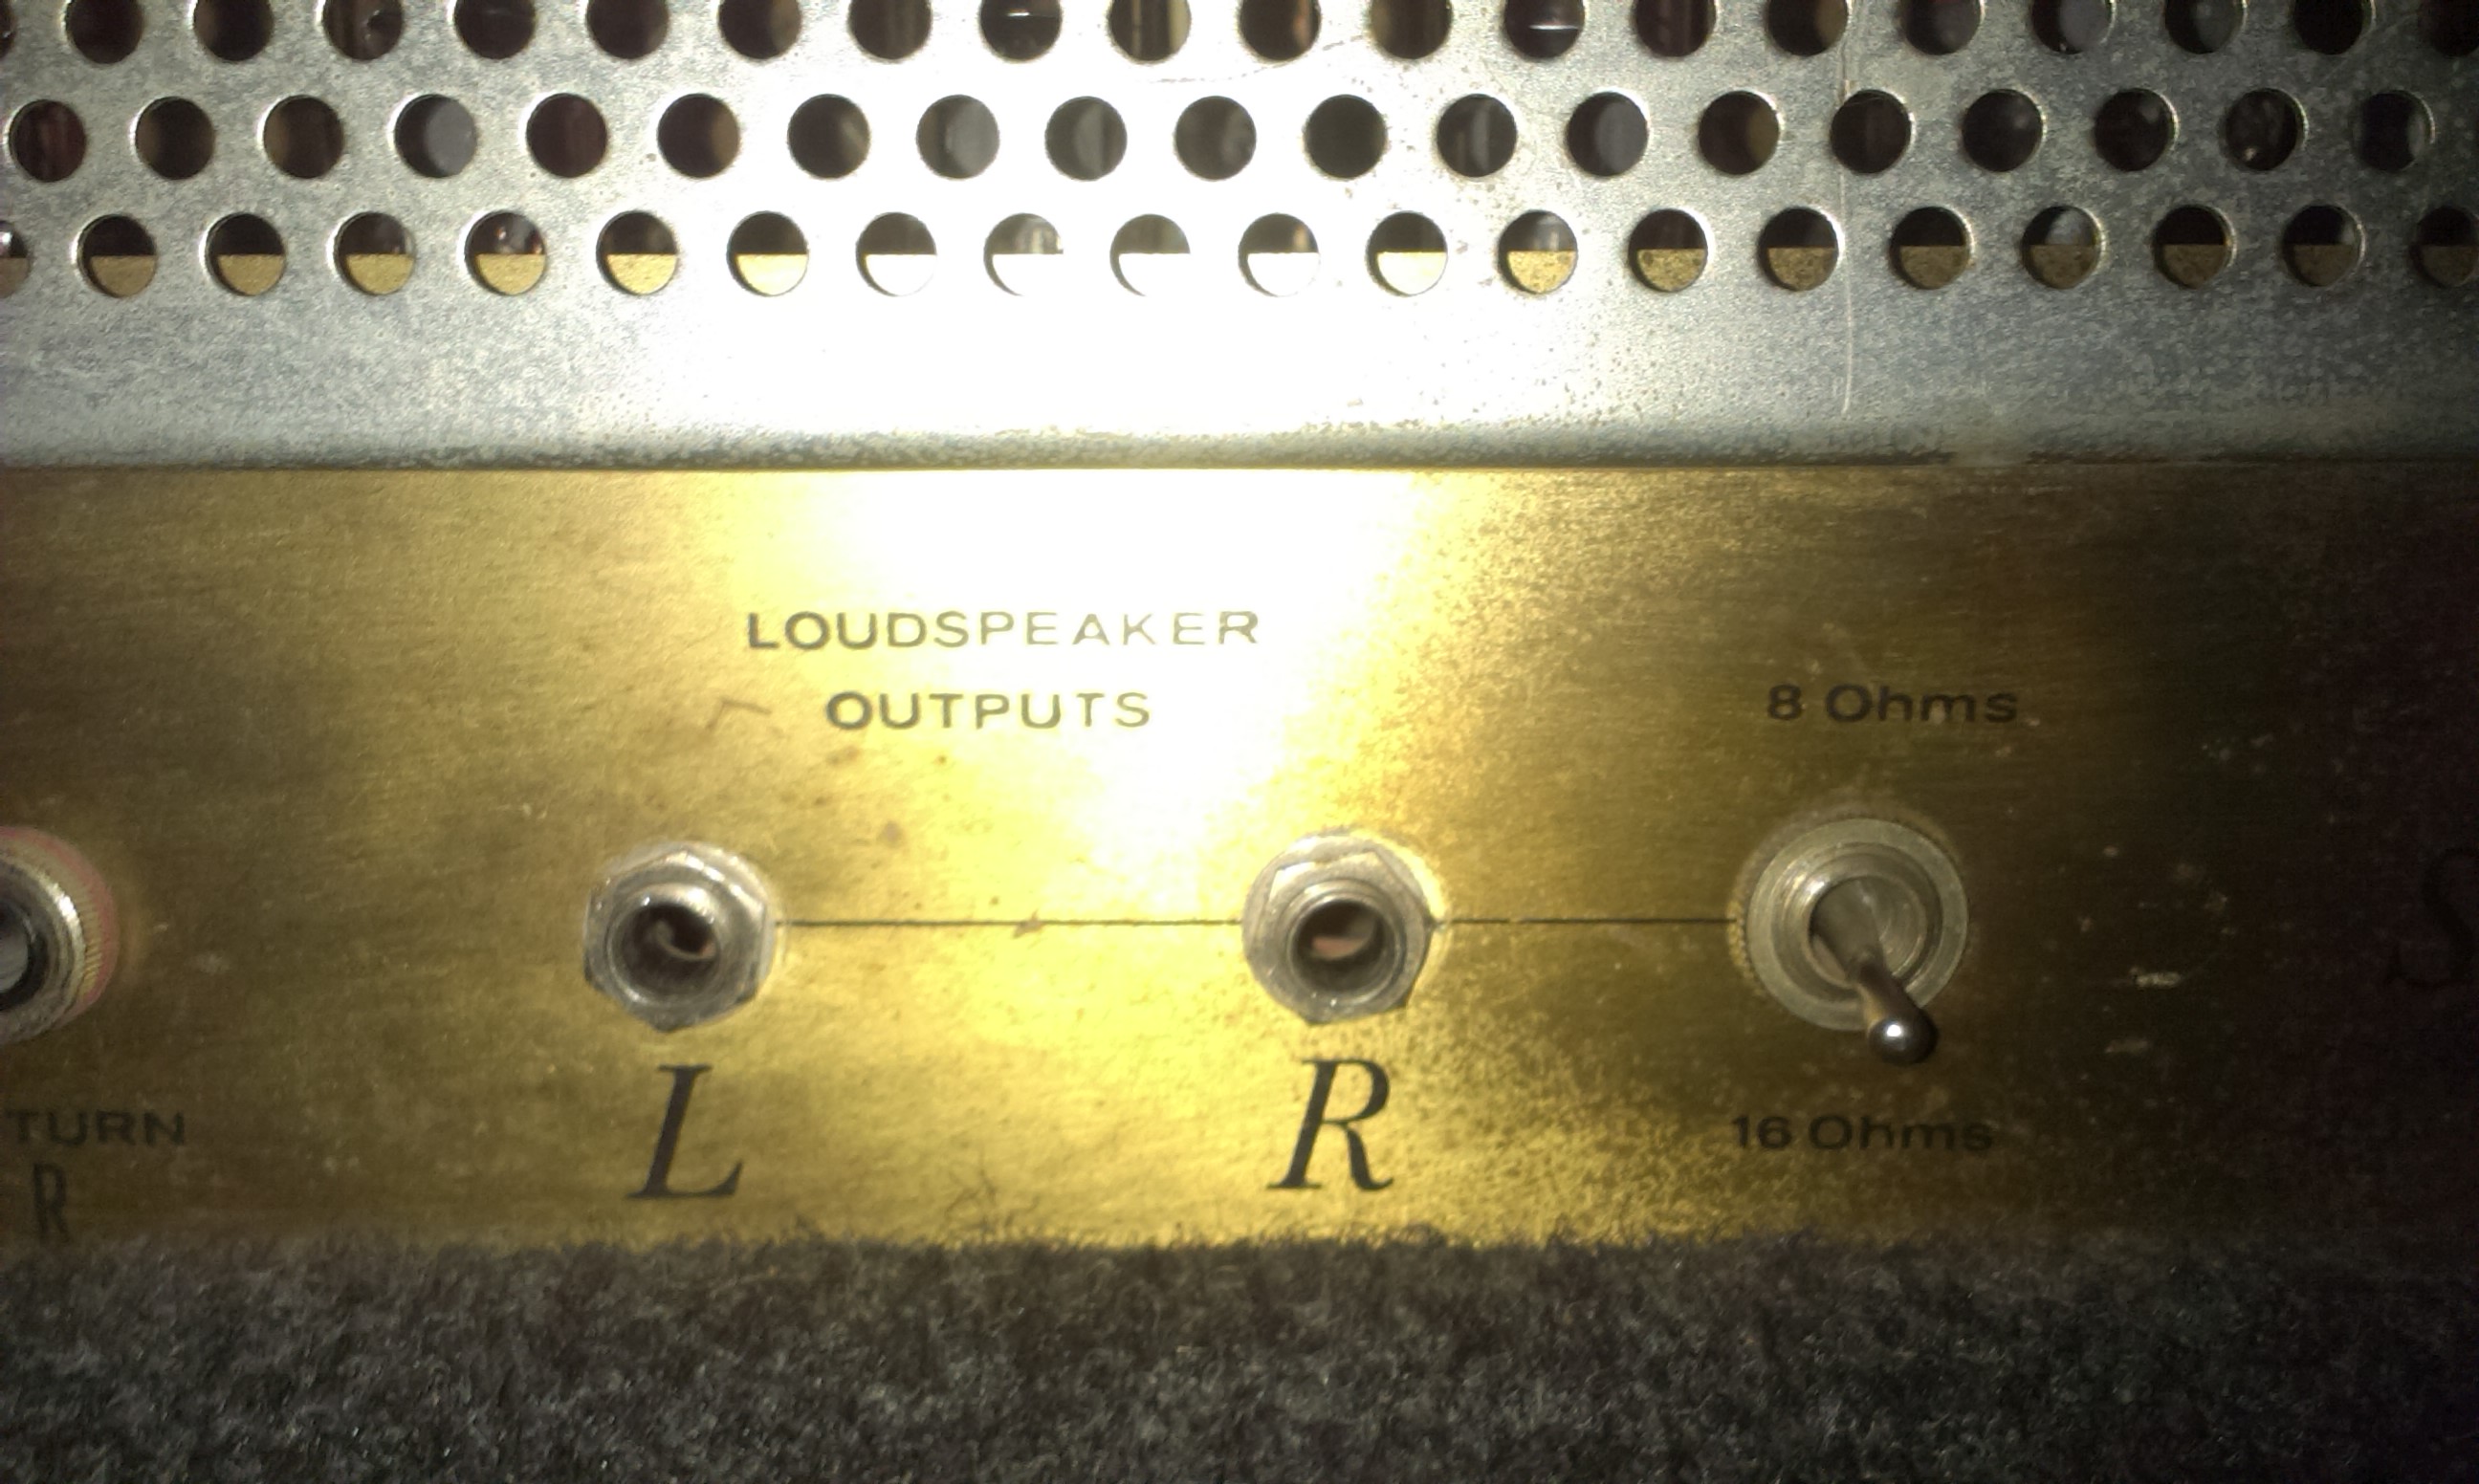 LOUDSPEAKER
OUTPUTS
8 Ohms
L
R
16 Ohms
TURN
R